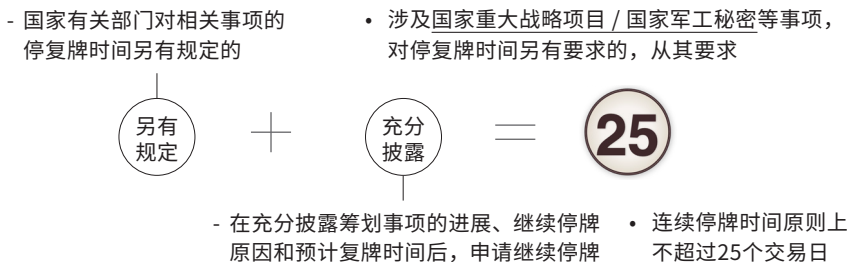 - 国家有关部门对相关事项的
停复牌时间另有规定的
• 涉及国家重大战略项目 / 国家军工秘密等事项，
对停复牌时间另有要求的，从其要求
另有
规定
+
充分
披露
=
25
- 在充分披露筹划事项的进展、继续停牌
原因和预计复牌时间后，申请继续停牌
• 连续停牌时间原则上
不超过25个交易日